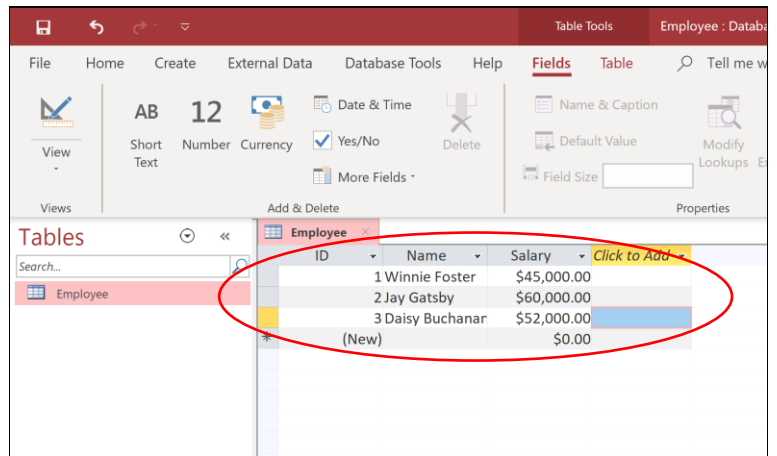 Table Tools Employee : Databa
File Home Create External Data Database Tools Help Fields Table Tell me w
View
AB
Short Text
12
Number
Currency
Date & Time
Yes/No
More Fields
Delete
Name & Caption
Default Value
Field Size
Modify Lookups
E
Views Add & Delete Properties
Tables
Search...
Employee
Employee
ID Name Salary Click to Add
1 Winnie Foster $45,000.00
2 Jay Gatsby $60,000.00
3 Daisy Buchanan $52,000.00
* (New) $0.00